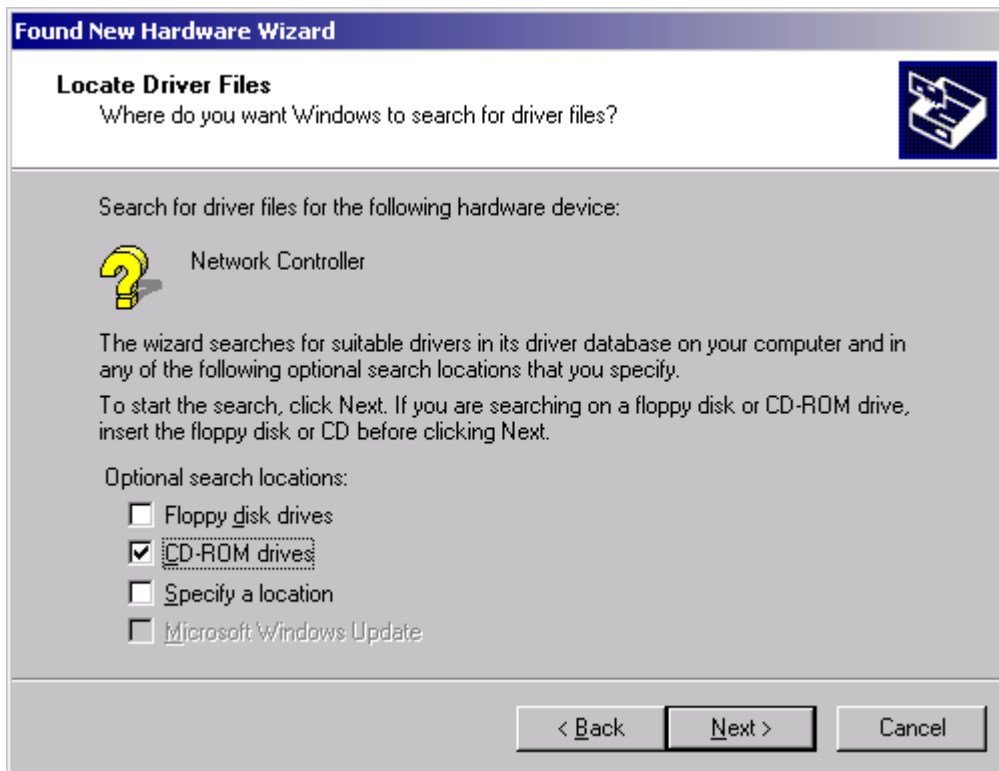 Found New Hardware Wizard
Locate Driver Files
Where do you want Windows to search for driver files?
Search for driver files for the following hardware device:
Network Controller
The wizard searches for suitable drivers in its driver database on your computer and in
any of the following optional search locations that you specify.
To start the search, click Next. If you are searching on a floppy disk or CD-ROM drive,
insert the floppy disk or CD before clicking Next.
Optional search locations:
Floppy disk drives
CD-ROM drives
Specify a location
Microsoft Windows Update
< Back Next > Cancel